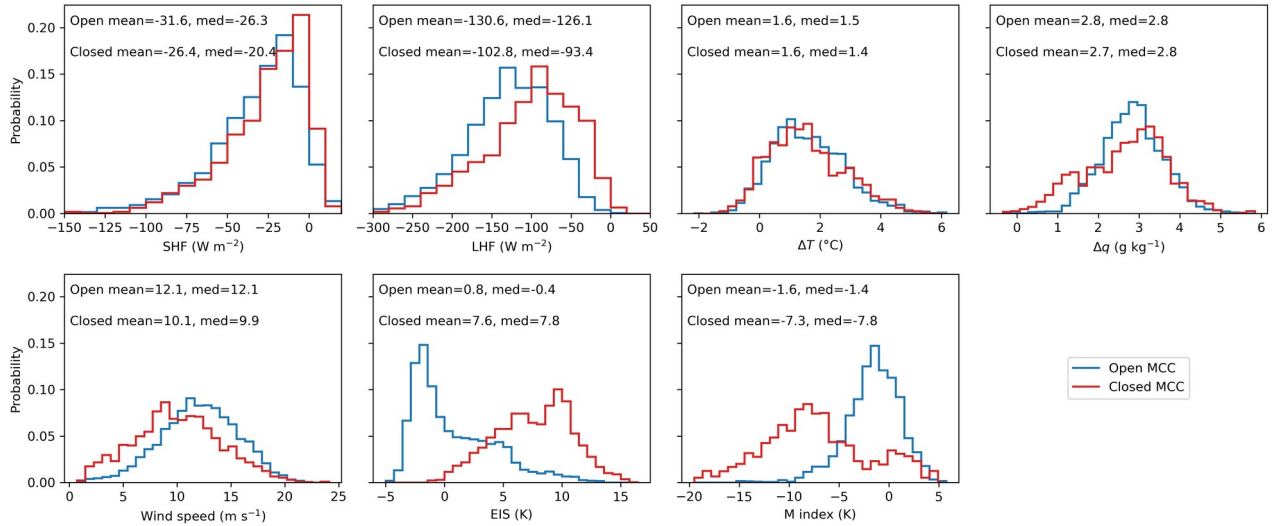 Open mean=-31.6, med=-26.3
Closed mean=-26.4, med=-20.4
Probability
0.00
0.05
0.10
0.15
0.20
−150 −125 −100 −75 −50 −25 0
SHF (W m⁻²)
Open mean=-130.6, med=-126.1
Closed mean=-102.8, med=-93.4
−300 −250 −200 −150 −100 −50 0 50
LHF (W m⁻²)
Open mean=1.6, med=1.5
Closed mean=1.6, med=1.4
−2 0 2 4 6
ΔT (°C)
Open mean=2.8, med=2.8
Closed mean=2.7, med=2.8
0 1 2 3 4 5 6
Δq (g kg⁻¹)
Open mean=12.1, med=12.1
Closed mean=10.1, med=9.9
Probability
0.00
0.05
0.10
0.15
0.20
0 5 10 15 20 25
Wind speed (m s⁻¹)
Open mean=0.8, med=-0.4
Closed mean=7.6, med=7.8
−5 0 5 10 15
EIS (K)
Open mean=-1.6, med=-1.4
Closed mean=-7.3, med=-7.8
−20 −15 −10 −5 0 5
M index (K)
Open MCC
Closed MCC